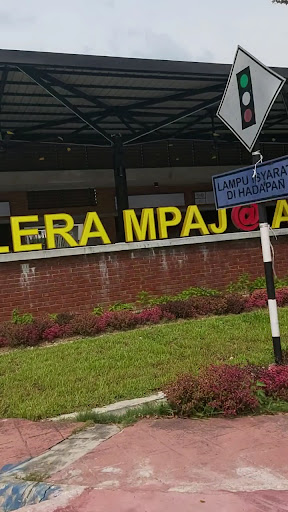 LERA MPAJ@A
LAMPU ISYARAT
DI HADAPAN